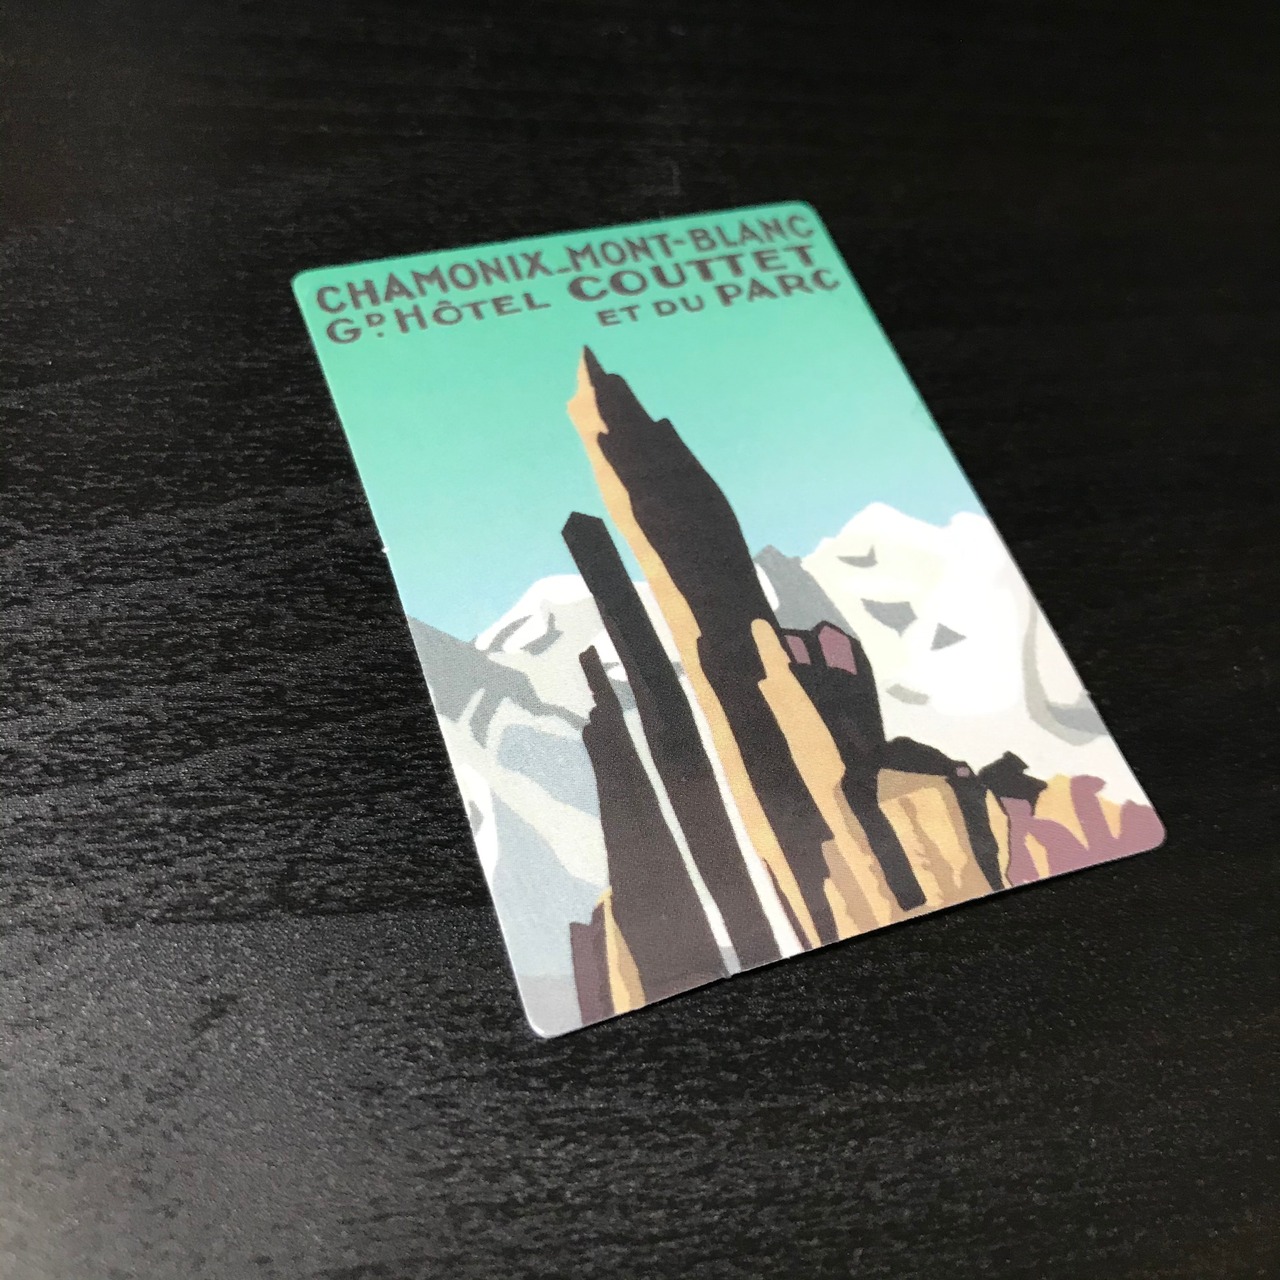 CHAMONIX_MONT-BLANC
GD. HÔTEL COUTTET
ET DU PARC